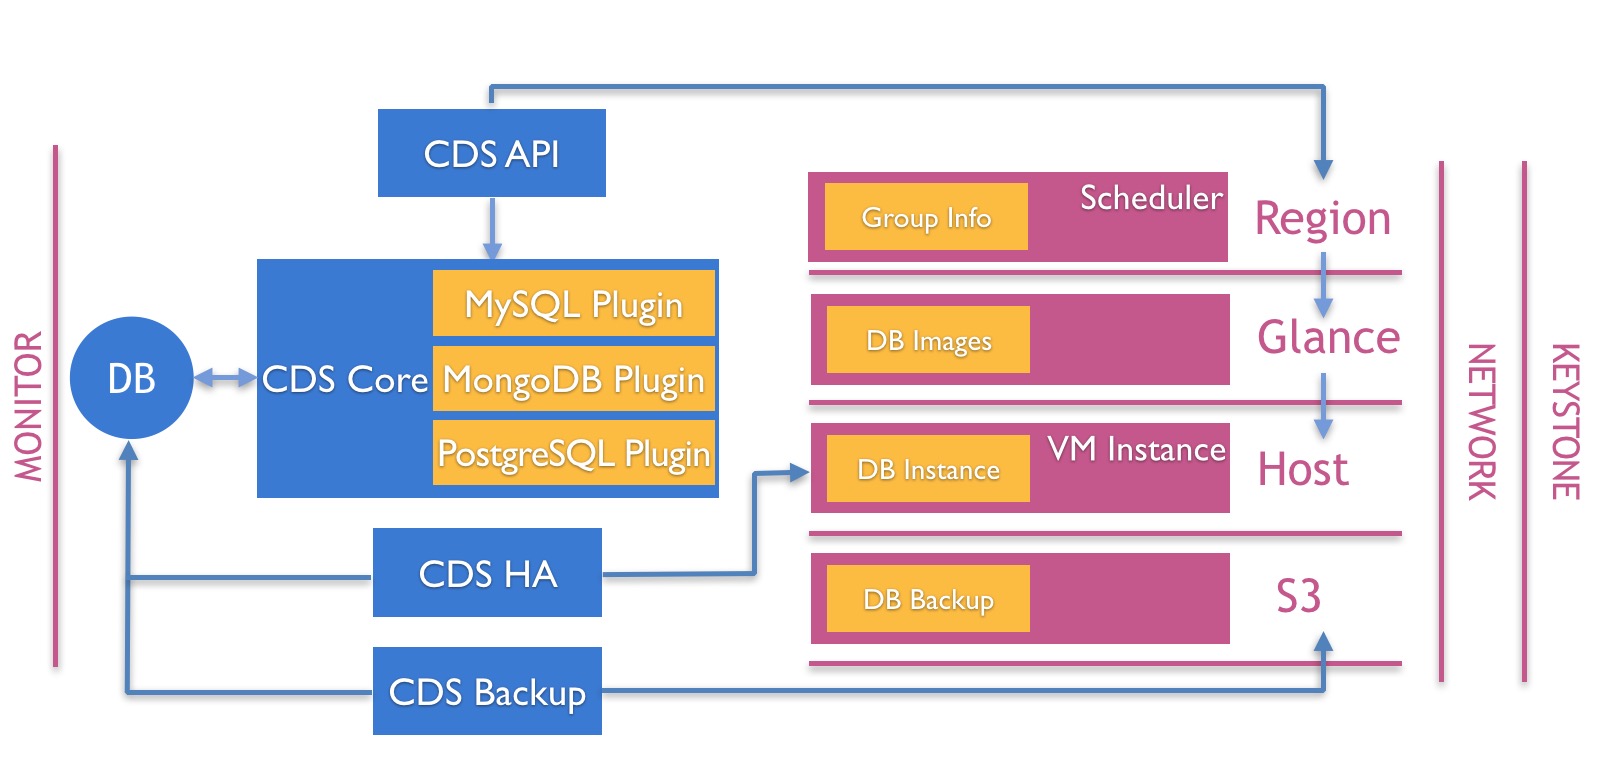 CDS API
Scheduler
Group Info
Region
MySQL Plugin
DB Images
Glance
MONITOR
DB
CDS Core
MongoDB Plugin
NETWORK
KEYSTONE
PostgreSQL Plugin
VM Instance
DB Instance
Host
CDS HA
DB Backup
S3
CDS Backup